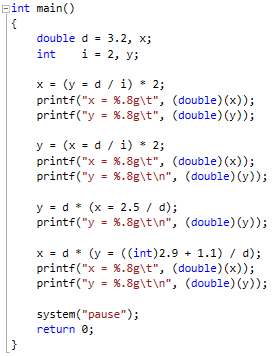 int main()
{
double d = 3.2, x;
int i = 2, y;
x = (y = d / i) * 2;
printf("x = %.8g\t", (double)(x));
printf("y = %.8g\t", (double)(y));
y = (x = d / i) * 2;
printf("x = %.8g\t", (double)(x));
printf("y = %.8g\t\n", (double)(y));
y = d * (x = 2.5 / d);
printf("y = %.8g\t\n", (double)(y));
x = d * (y = ((int)2.9 + 1.1) / d);
printf("x = %.8g\t", (double)(x));
printf("y = %.8g\t\n", (double)(y));
system("pause");
return 0;
}